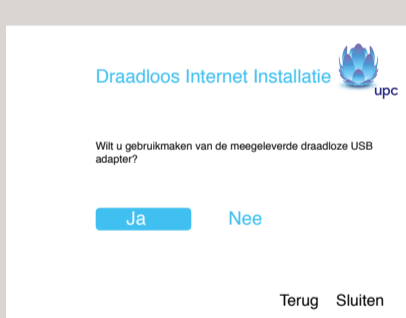 Draadloos Internet Installatie
upc
Wilt u gebruikmaken van de meegeleverde draadloze USB
adapter?
Ja Nee
Terug Sluiten